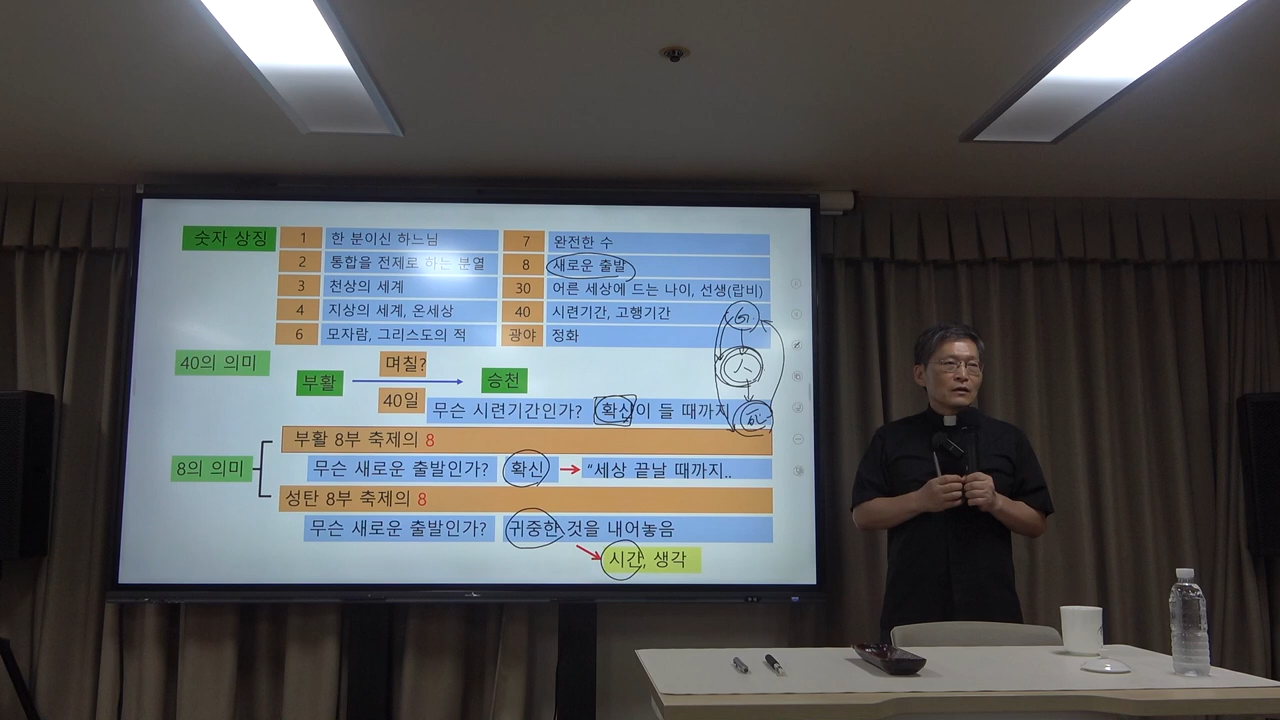 숫자 상징
1 한 분이신 하느님 7 완전한 수
2 통합을 전제로 하는 분열 8 새로운 출발
3 천상의 세계 30 어른 세상에 드는 나이, 선생(랍비)
4 지상의 세계, 온세상 40 시련기간, 고행기간
6 모자람, 그리스도의 적 광야 정화
40의 의미
며칠?
부활 승천
40일
무슨 시련기간인가? 확신이 들 때까지
8의 의미
부활 8부 축제의 8
무슨 새로운 출발인가? 확신 → "세상 끝날 때까지..
성탄 8부 축제의 8
무슨 새로운 출발인가? 귀중한 것을 내어놓음
시간, 생각
人
死